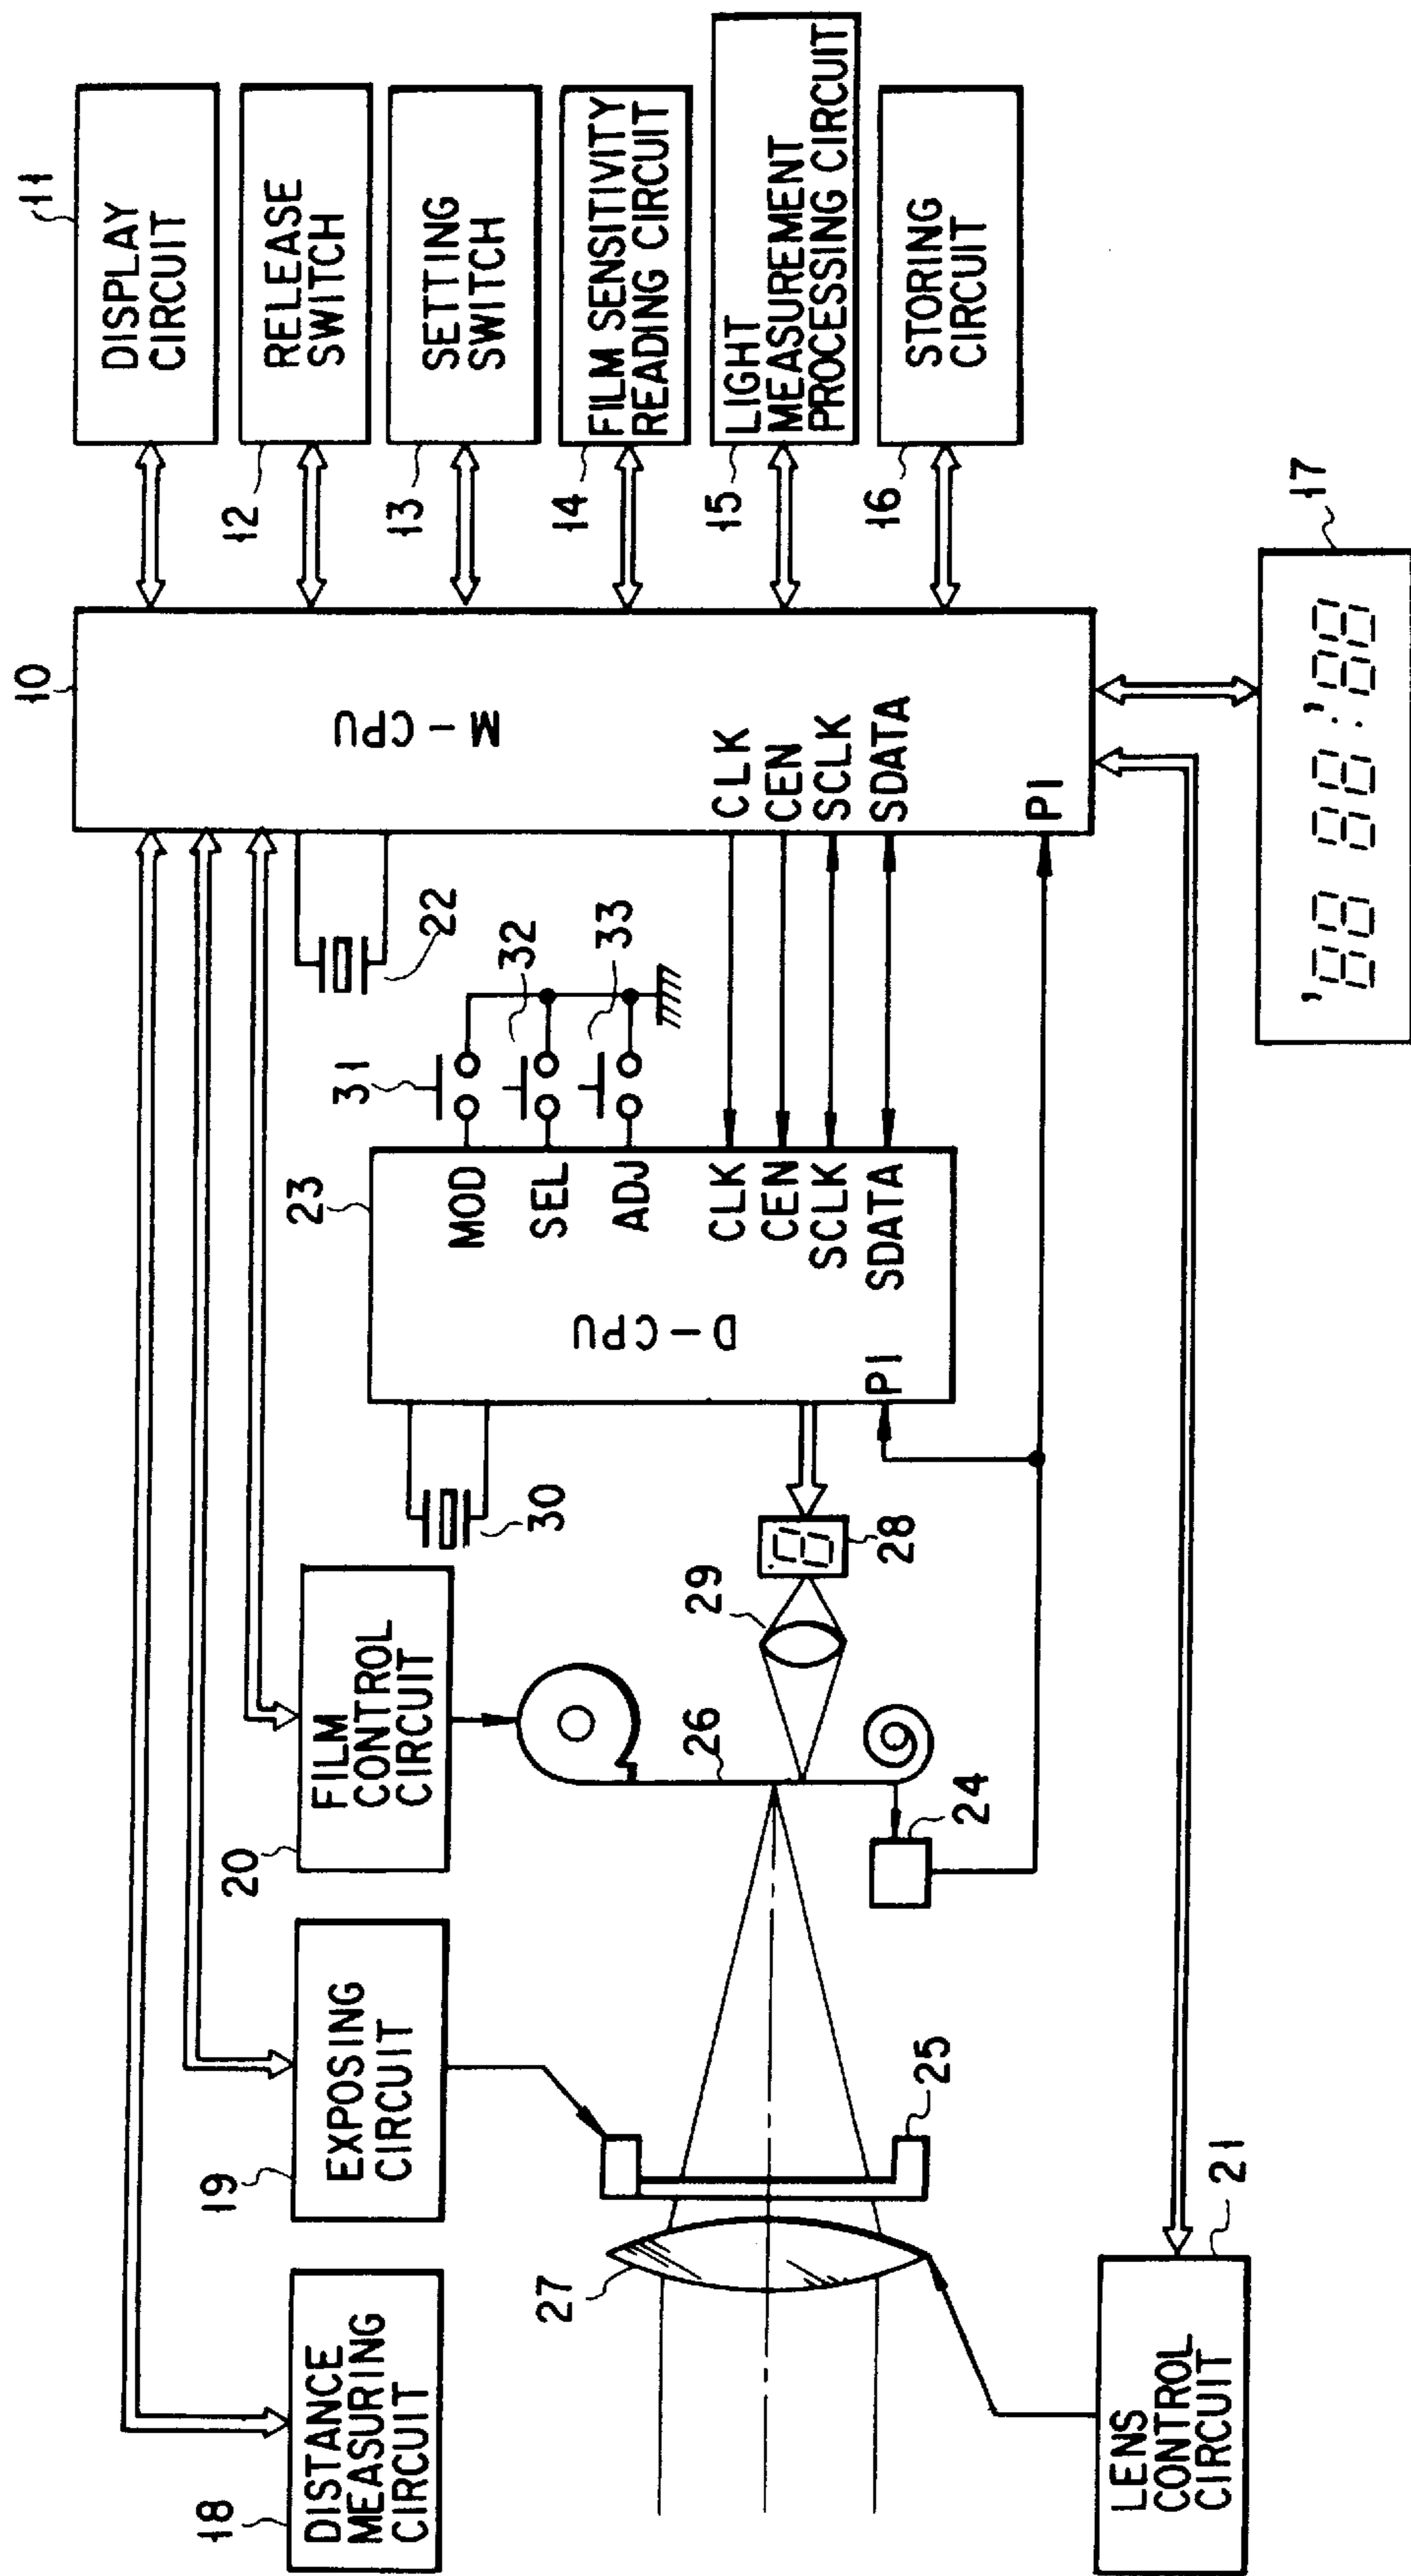 18
DISTANCE
MEASURING
CIRCUIT
19
EXPOSING
CIRCUIT
20
FILM
CONTROL
CIRCUIT
10
M-CPU
CLK
CEN
SCLK
SDATA
PI
22
11
DISPLAY
CIRCUIT
12
RELEASE
SWITCH
13
SETTING
SWITCH
14
FILM SENSITIVITY
READING CIRCUIT
15
LIGHT
MEASUREMENT
PROCESSING CIRCUIT
16
STORING
CIRCUIT
23
D-CPU
MOD
SEL
ADJ
CLK
CEN
SCLK
SDATA
PI
31
32
33
30
28
29
26
24
25
27
21
LENS
CONTROL
CIRCUIT
17
'88 88:'88
8